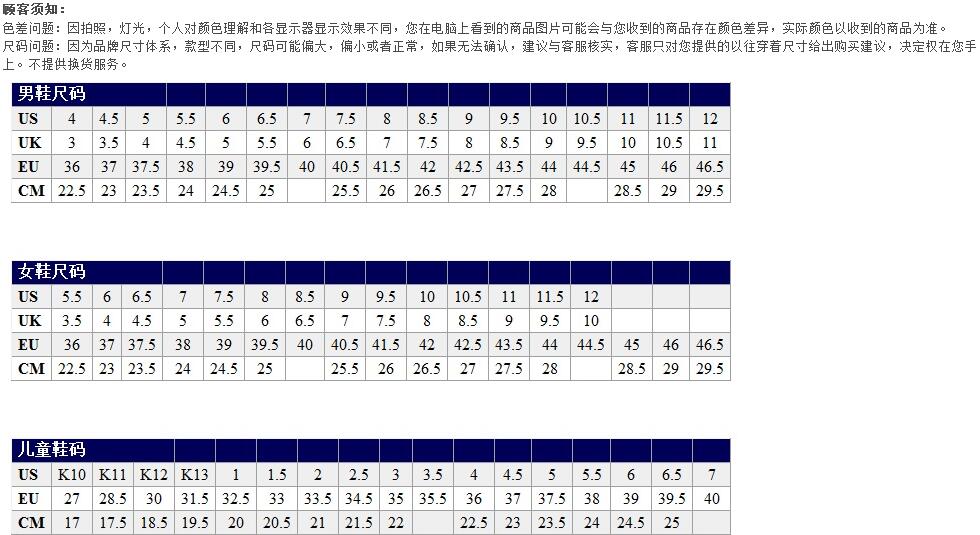 顾客须知：
色差问题：因拍照，灯光，个人对颜色理解和各显示器显示效果不同，您在电脑上看到的商品图片可能会与您收到的商品存在颜色差异，实际颜色以收到的商品为准。
尺码问题：因为品牌尺寸体系，款型不同，尺码可能偏大，偏小或者正常，如果无法确认，建议与客服核实，客服只对您提供的以往穿着尺寸给出购买建议，决定权在您手
上。不提供换货服务。
男鞋尺码
US 4 4.5 5 5.5 6 6.5 7 7.5 8 8.5 9 9.5 10 10.5 11 11.5 12
UK 3 3.5 4 4.5 5 5.5 6 6.5 7 7.5 8 8.5 9 9.5 10 10.5 11
EU 36 37 37.5 38 39 39.5 40 40.5 41.5 42 42.5 43.5 44 44.5 45 46 46.5
CM 22.5 23 23.5 24 24.5 25 25.5 26 26.5 27 27.5 28 28.5 29 29.5
女鞋尺码
US 5.5 6 6.5 7 7.5 8 8.5 9 9.5 10 10.5 11 11.5 12
UK 3.5 4 4.5 5 5.5 6 6.5 7 7.5 8 8.5 9 9.5 10
EU 36 37 37.5 38 39 39.5 40 40.5 41.5 42 42.5 43.5 44 44.5 45 46 46.5
CM 22.5 23 23.5 24 24.5 25 25.5 26 26.5 27 27.5 28 28.5 29 29.5
儿童鞋码
US K10 K11 K12 K13 1 1.5 2 2.5 3 3.5 4 4.5 5 5.5 6 6.5 7
EU 27 28.5 30 31.5 32.5 33 33.5 34.5 35 35.5 36 37 37.5 38 39 39.5 40
CM 17 17.5 18.5 19.5 20 20.5 21 21.5 22 22.5 23 23.5 24 24.5 25